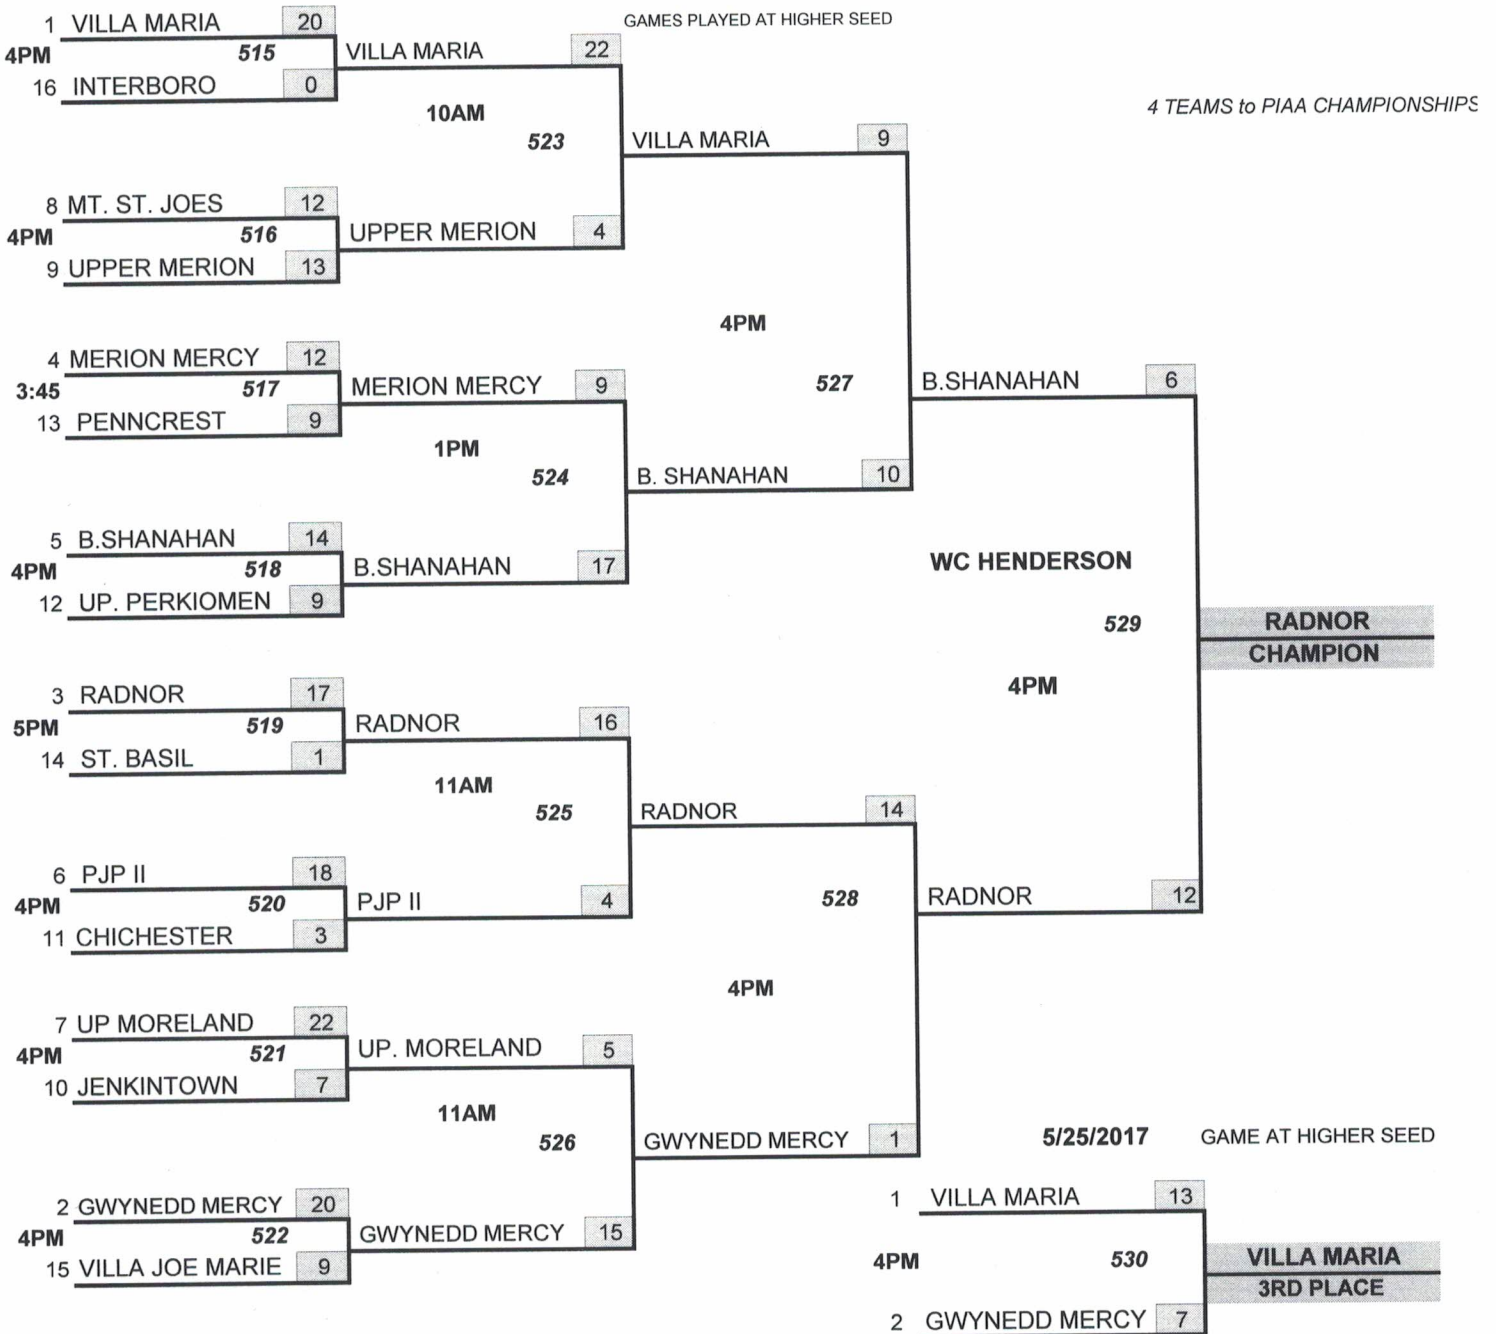 GAMES PLAYED AT HIGHER SEED
4 TEAMS to PIAA CHAMPIONSHIPS
1 VILLA MARIA 20
4PM 515
16 INTERBORO 0
VILLA MARIA 22
10AM
523
8 MT. ST. JOES 12
4PM 516
9 UPPER MERION 13
UPPER MERION 4
VILLA MARIA 9
4PM
527
4 MERION MERCY 12
3:45 517
13 PENNCREST 9
MERION MERCY 9
1PM
524
5 B.SHANAHAN 14
4PM 518
12 UP. PERKIOMEN 9
B.SHANAHAN 17
B. SHANAHAN 10
B.SHANAHAN 6
WC HENDERSON
529
4PM
RADNOR
CHAMPION
3 RADNOR 17
5PM 519
14 ST. BASIL 1
RADNOR 16
11AM
525
6 PJP II 18
4PM 520
11 CHICHESTER 3
PJP II 4
RADNOR 14
528
4PM
RADNOR 12
7 UP MORELAND 22
4PM 521
10 JENKINTOWN 7
UP. MORELAND 5
11AM
526
2 GWYNEDD MERCY 20
4PM 522
15 VILLA JOE MARIE 9
GWYNEDD MERCY 15
GWYNEDD MERCY 1
5/25/2017 GAME AT HIGHER SEED
1 VILLA MARIA 13
4PM 530
2 GWYNEDD MERCY 7
VILLA MARIA
3RD PLACE